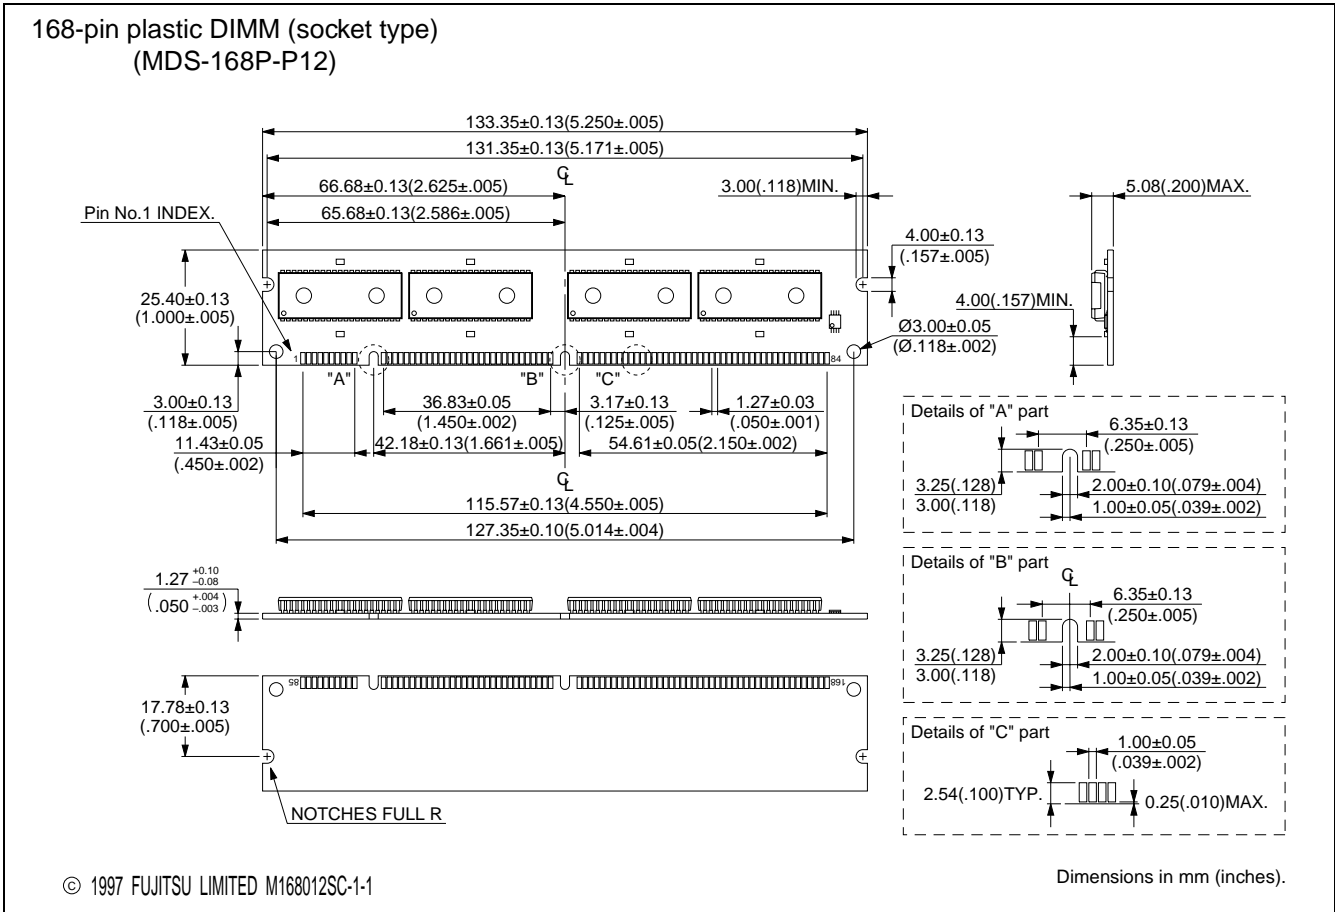 168-pin plastic DIMM (socket type)
(MDS-168P-P12)
133.35±0.13(5.250±.005)
131.35±0.13(5.171±.005)
CL
66.68±0.13(2.625±.005)
3.00(.118)MIN.
5.08(.200)MAX.
Pin No.1 INDEX.
65.68±0.13(2.586±.005)
4.00±0.13
(.157±.005)
25.40±0.13
(1.000±.005)
4.00(.157)MIN.
Ø3.00±0.05
(Ø.118±.002)
1
84
"A"
"B"
"C"
3.00±0.13
(.118±.005)
36.83±0.05
(1.450±.002)
3.17±0.13
(.125±.005)
1.27±0.03
(.050±.001)
11.43±0.05
(.450±.002)
42.18±0.13(1.661±.005)
54.61±0.05(2.150±.002)
CL
115.57±0.13(4.550±.005)
127.35±0.10(5.014±.004)
Details of "A" part
6.35±0.13
(.250±.005)
3.25(.128)
3.00(.118)
2.00±0.10(.079±.004)
1.00±0.05(.039±.002)
1.27 +0.10 –0.08
(.050 +.004 –.003)
Details of "B" part
CL
6.35±0.13
(.250±.005)
3.25(.128)
3.00(.118)
2.00±0.10(.079±.004)
1.00±0.05(.039±.002)
85
168
17.78±0.13
(.700±.005)
NOTCHES FULL R
Details of "C" part
1.00±0.05
(.039±.002)
2.54(.100)TYP.
0.25(.010)MAX.
© 1997 FUJITSU LIMITED M168012SC-1-1
Dimensions in mm (inches).